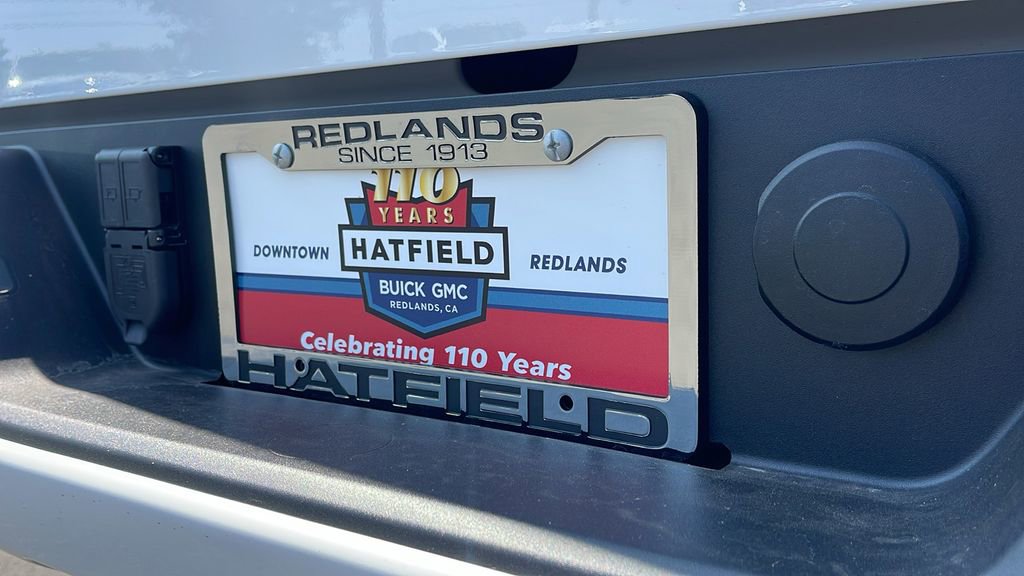 REDLANDS
SINCE 1913
110
YEARS
DOWNTOWN HATFIELD REDLANDS
BUICK GMC
REDLANDS, CA
Celebrating 110 Years
HATFIELD